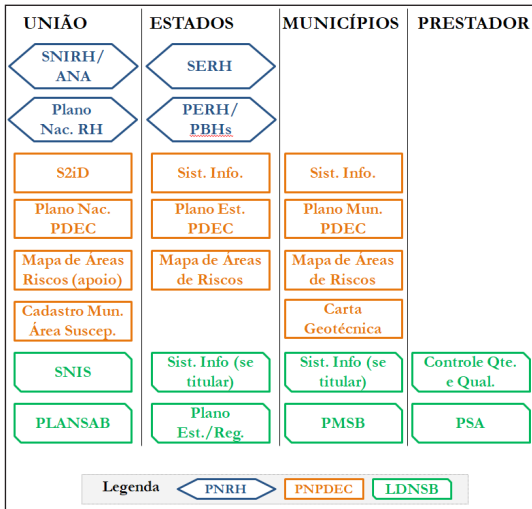 UNIÃO ESTADOS MUNICÍPIOS PRESTADOR
SNIRH/
ANA
SERH
Plano
Nac. RH
PERH/
PBHs
S2iD
Sist. Info.
Sist. Info.
Plano Nac.
PDEC
Plano Est.
PDEC
Plano Mun.
PDEC
Mapa de Áreas
Riscos (apoio)
Mapa de Áreas
de Riscos
Mapa de Áreas
de Riscos
Cadastro Mun.
Área Suscep.
Carta
Geotécnica
SNIS
Sist. Info (se
titular)
Sist. Info (se
titular)
Controle Qte.
e Qual.
PLANSAB
Plano
Est./Reg.
PMSB
PSA
Legenda PNRH PNPDEC LDNSB